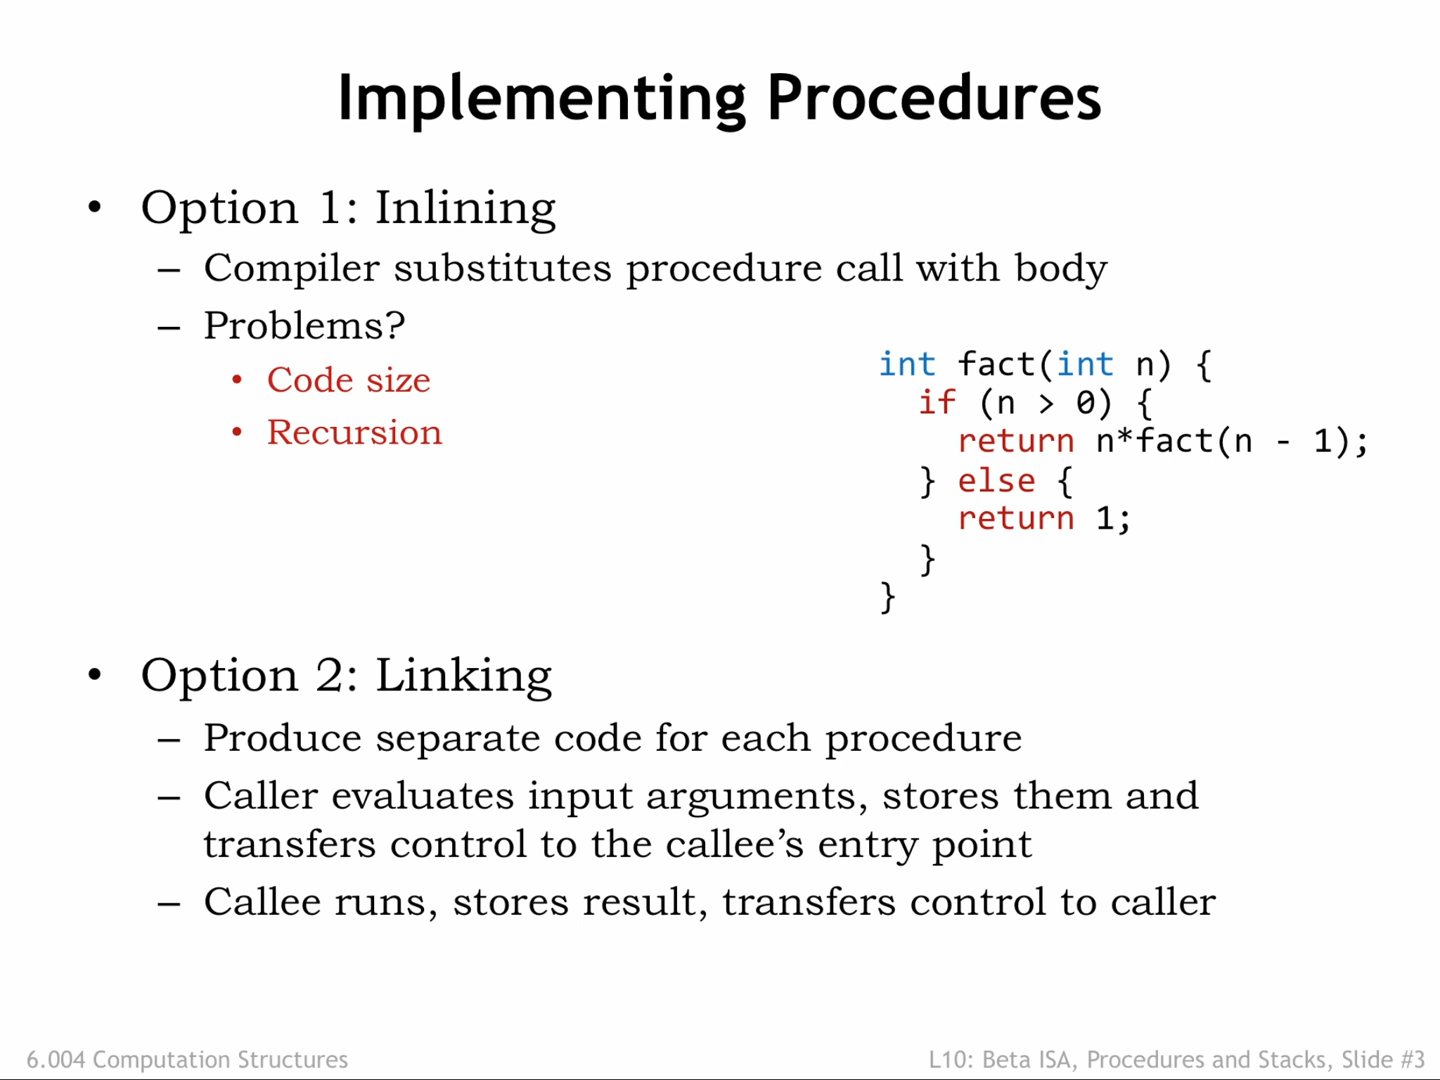 Implementing Procedures
• Option 1: Inlining
– Compiler substitutes procedure call with body
– Problems?
• Code size
• Recursion
int fact(int n) {
  if (n > 0) {
    return n*fact(n - 1);
  } else {
    return 1;
  }
}
• Option 2: Linking
– Produce separate code for each procedure
– Caller evaluates input arguments, stores them and
transfers control to the callee’s entry point
– Callee runs, stores result, transfers control to caller
6.004 Computation Structures
L10: Beta ISA, Procedures and Stacks, Slide #3